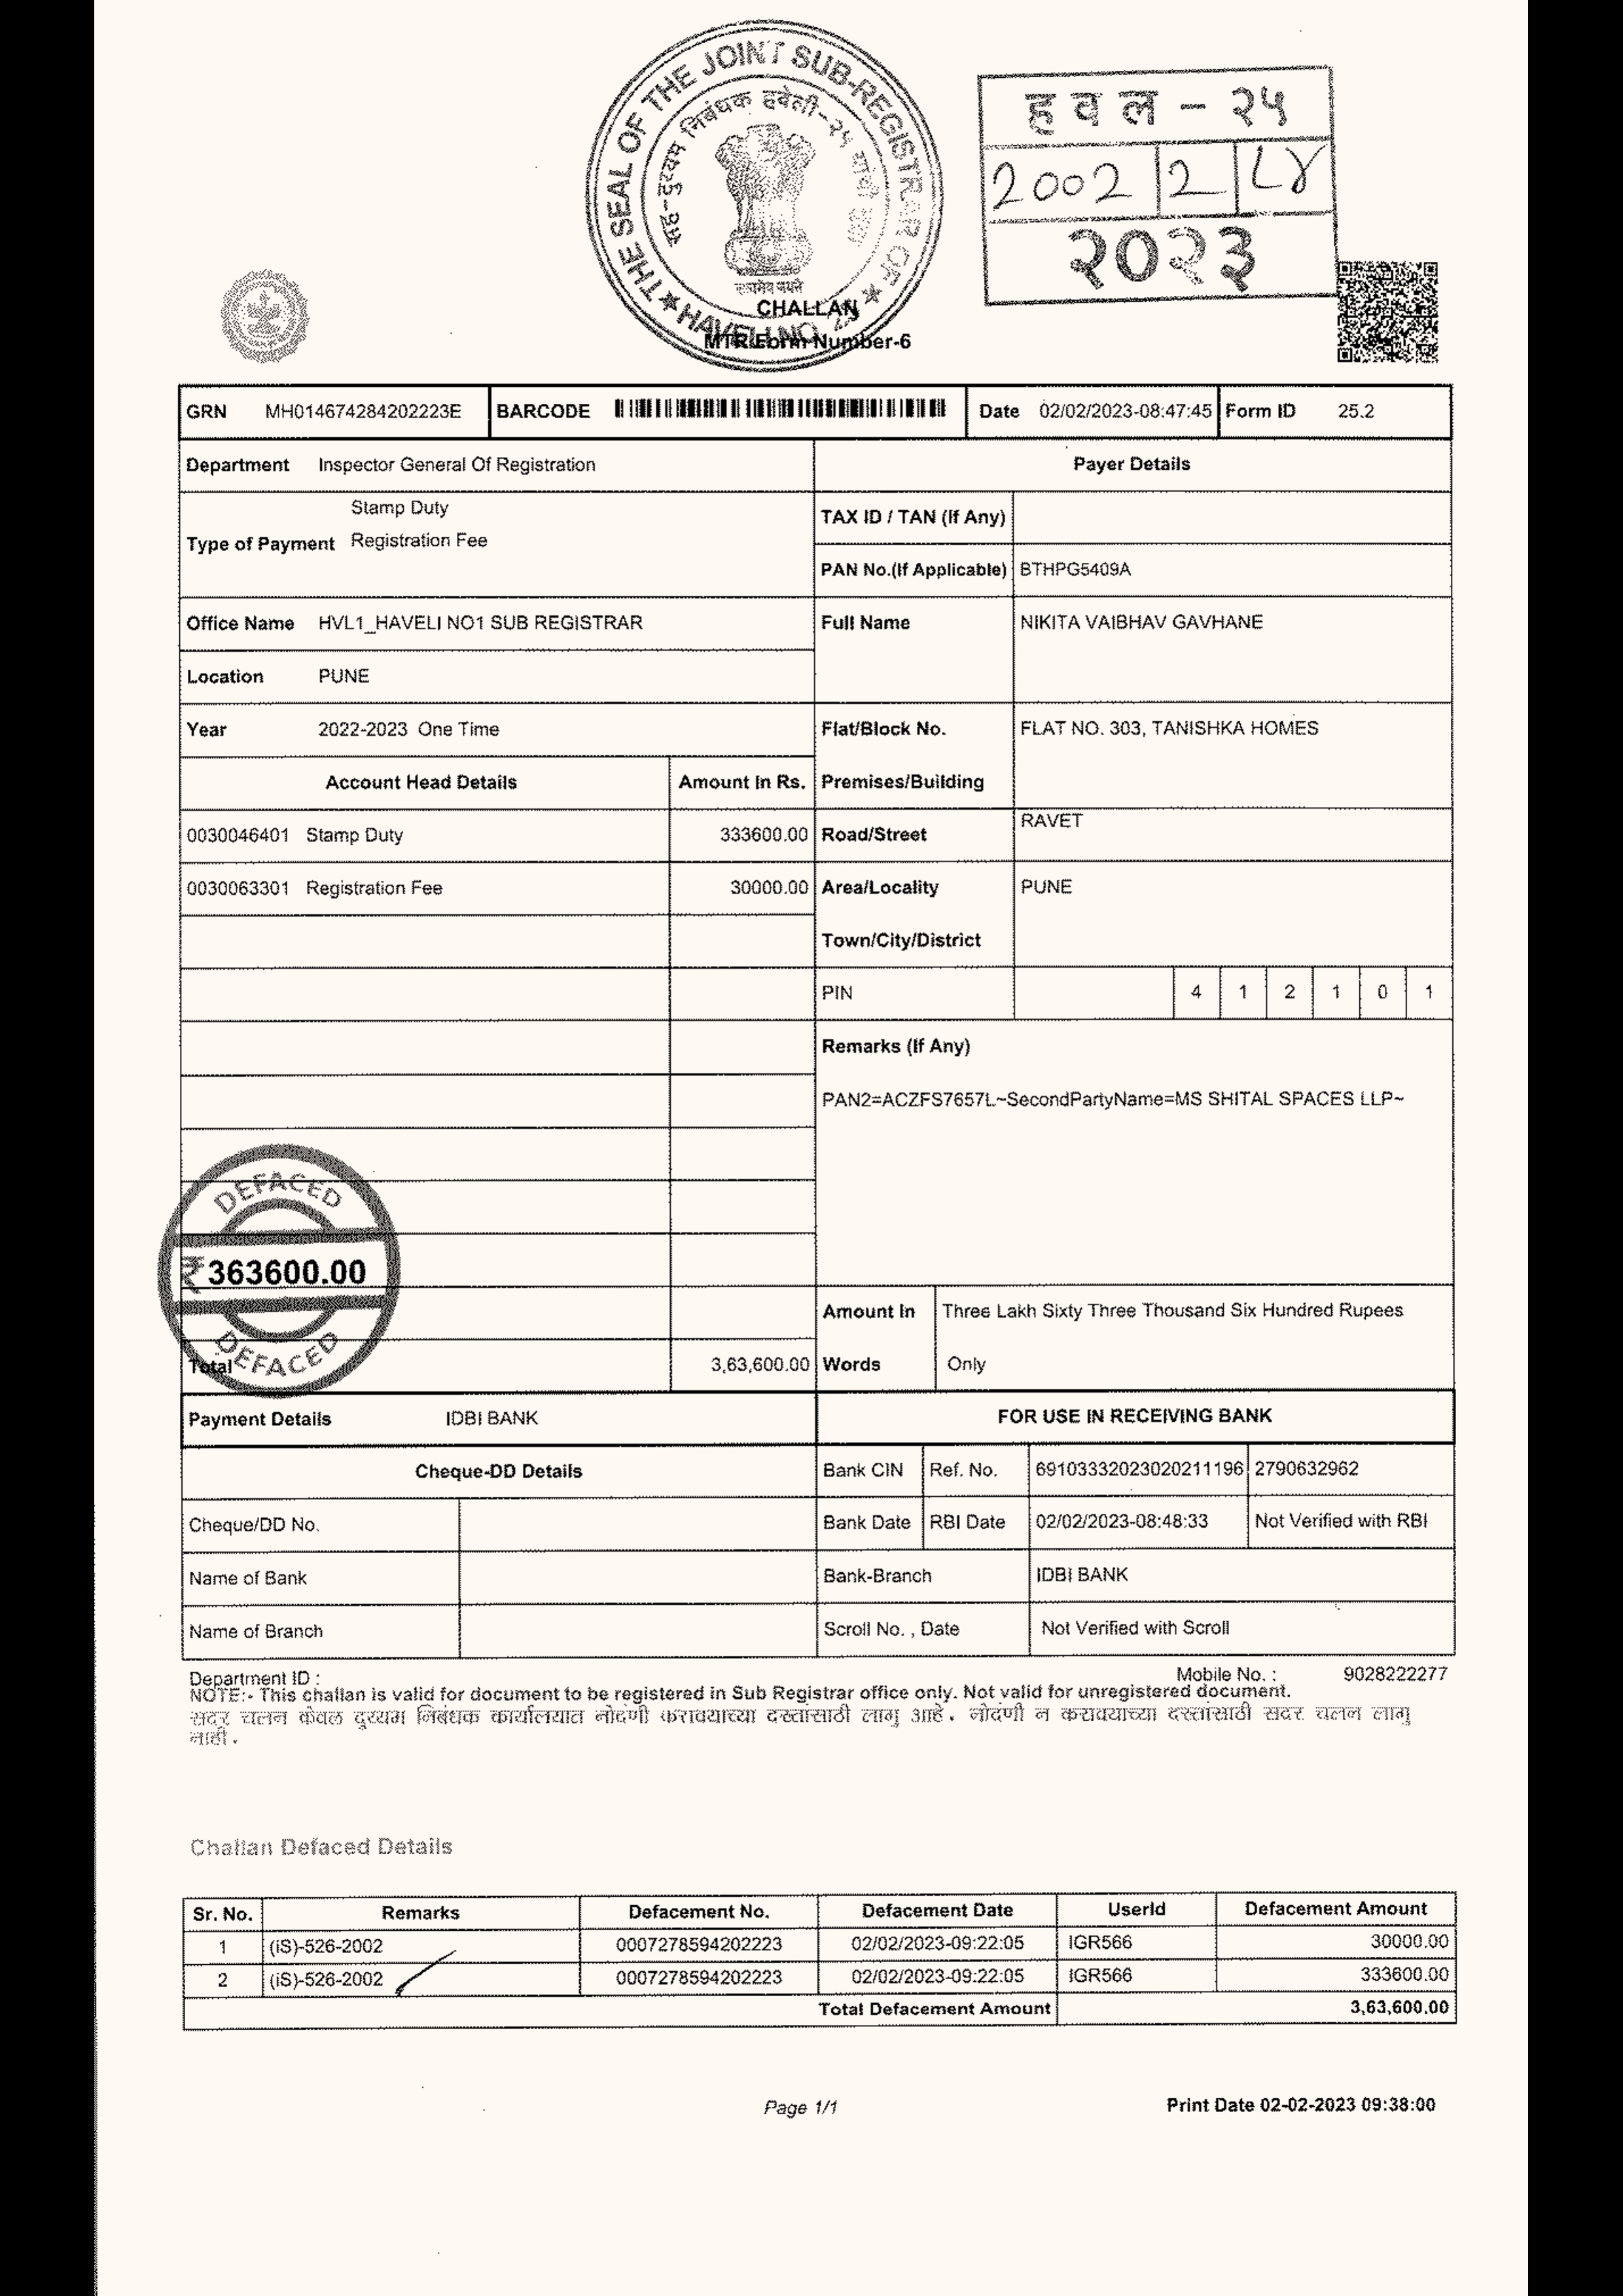 THE SEAL OF THE JOINT SUB-REGISTRAR OF
सह-दुय्यम निबंधक हवेली-२५ यांची
HAVELI NO. 25
ह व ल - २५
2002 2 L४
२०२३
CHALLAN
MTR Form Number-6
GRN MH014674284202223E BARCODE Date 02/02/2023-08:47:45 Form ID 25.2
Department Inspector General Of Registration Payer Details
Stamp Duty
Type of Payment Registration Fee
TAX ID / TAN (If Any)
PAN No.(If Applicable) BTHPG5409A
Office Name HVL1_HAVELI NO1 SUB REGISTRAR Full Name NIKITA VAIBHAV GAVHANE
Location PUNE
Year 2022-2023 One Time Flat/Block No. FLAT NO. 303, TANISHKA HOMES
Account Head Details Amount In Rs. Premises/Building
0030046401 Stamp Duty 333600.00 Road/Street RAVET
0030063301 Registration Fee 30000.00 Area/Locality PUNE
Town/City/District
PIN 4 1 2 1 0 1
Remarks (If Any)
PAN2=ACZFS7657L~SecondPartyName=MS SHITAL SPACES LLP~
DEFACED
₹363600.00
DEFACED
Amount In Three Lakh Sixty Three Thousand Six Hundred Rupees
Total 3,63,600.00 Words Only
Payment Details IDBI BANK FOR USE IN RECEIVING BANK
Cheque-DD Details Bank CIN Ref. No. 69103332023020211196 2790632962
Cheque/DD No. Bank Date RBI Date 02/02/2023-08:48:33 Not Verified with RBI
Name of Bank Bank-Branch IDBI BANK
Name of Branch Scroll No. , Date Not Verified with Scroll
Department ID : Mobile No. : 9028222277
NOTE:- This challan is valid for document to be registered in Sub Registrar office only. Not valid for unregistered document.
सदर चलन केवळ दुय्यम निबंधक कार्यालयात नोंदणी करावयाच्या दस्तासाठी लागु आहे . नोंदणी न करावयाच्या दस्तासाठी सदर चलन लागु
नाही .
Challan Defaced Details
Sr. No. Remarks Defacement No. Defacement Date UserId Defacement Amount
1 (iS)-526-2002 0007278594202223 02/02/2023-09:22:05 IGR566 30000.00
2 (iS)-526-2002 0007278594202223 02/02/2023-09:22:05 IGR566 333600.00
Total Defacement Amount 3,63,600.00
Page 1/1 Print Date 02-02-2023 09:38:00